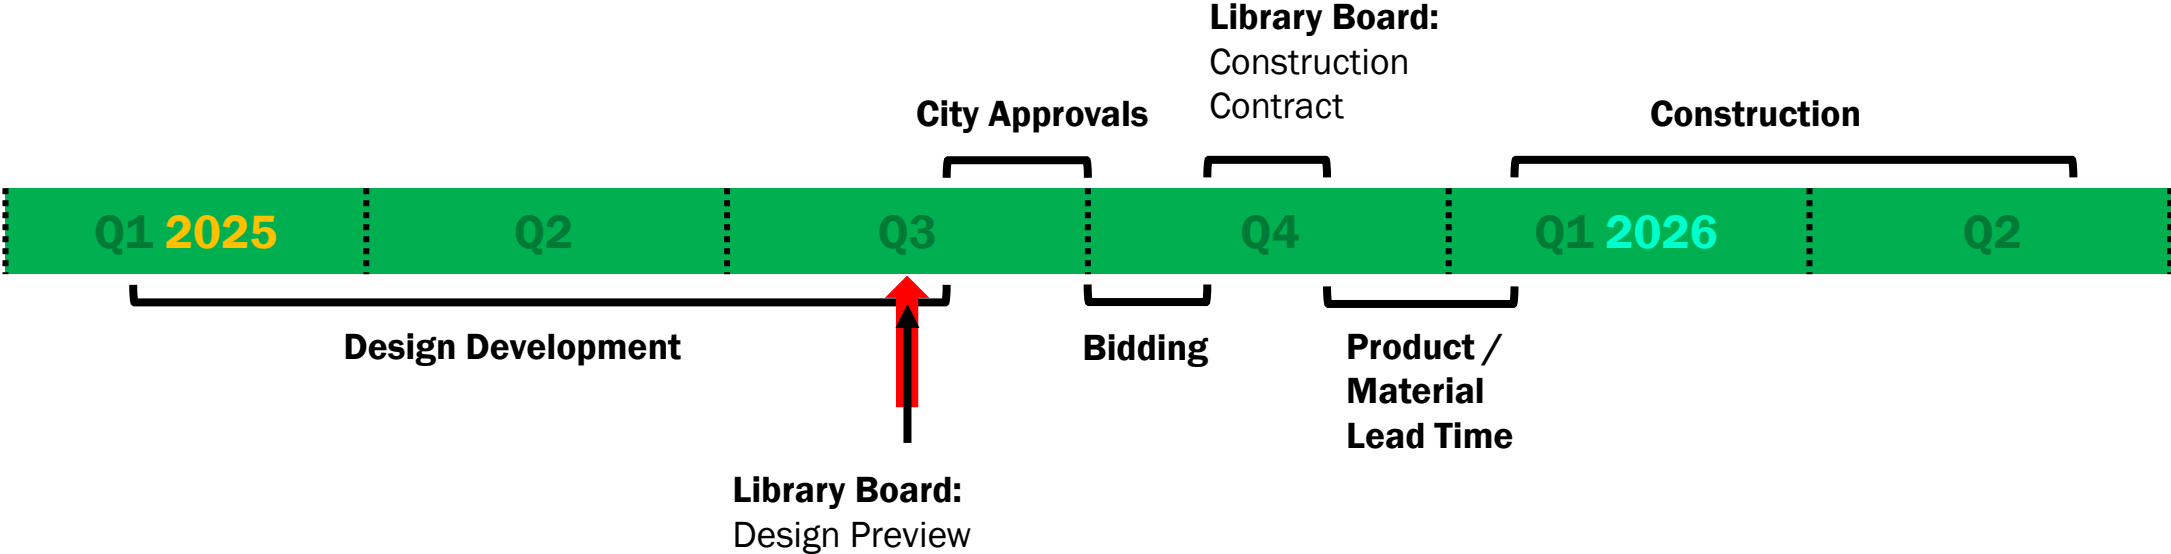 Library Board:
Construction
Contract
City Approvals
Construction
Q1 2025
Q2
Q3
Q4
Q1 2026
Q2
Design Development
Bidding
Product /
Material
Lead Time
Library Board:
Design Preview